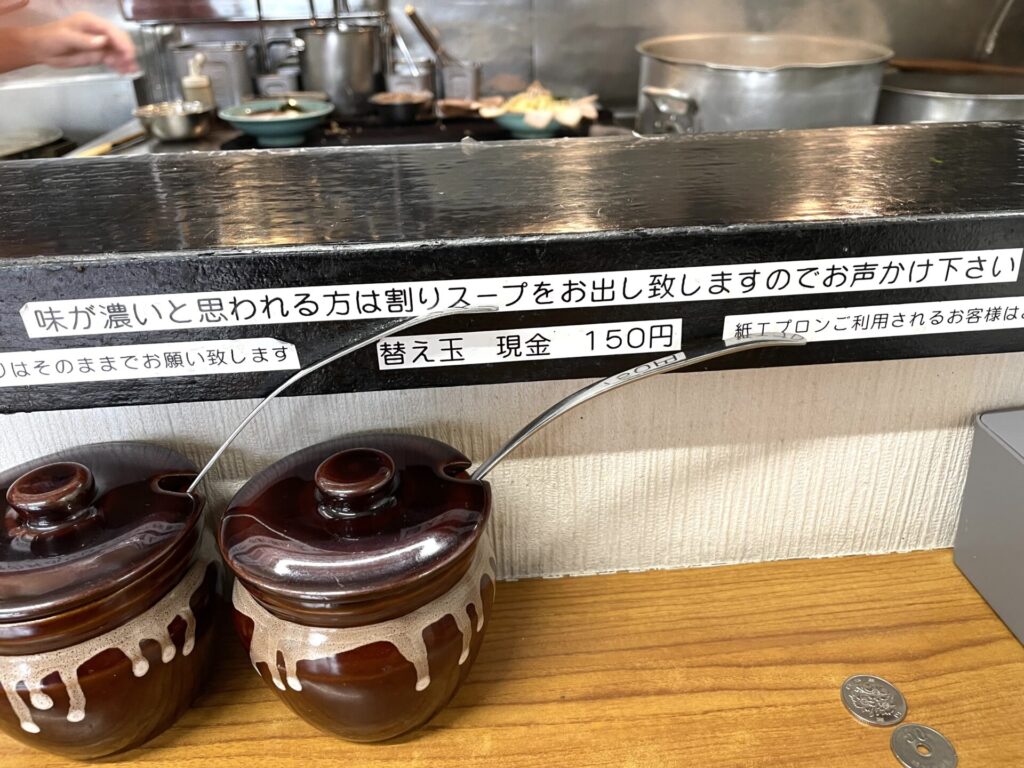 味が濃いと思われる方は割りスープをお出し致しますのでお声かけ下さい
はそのままでお願い致します
替え玉 現金 150円
紙エプロンご利用されるお客様は
50